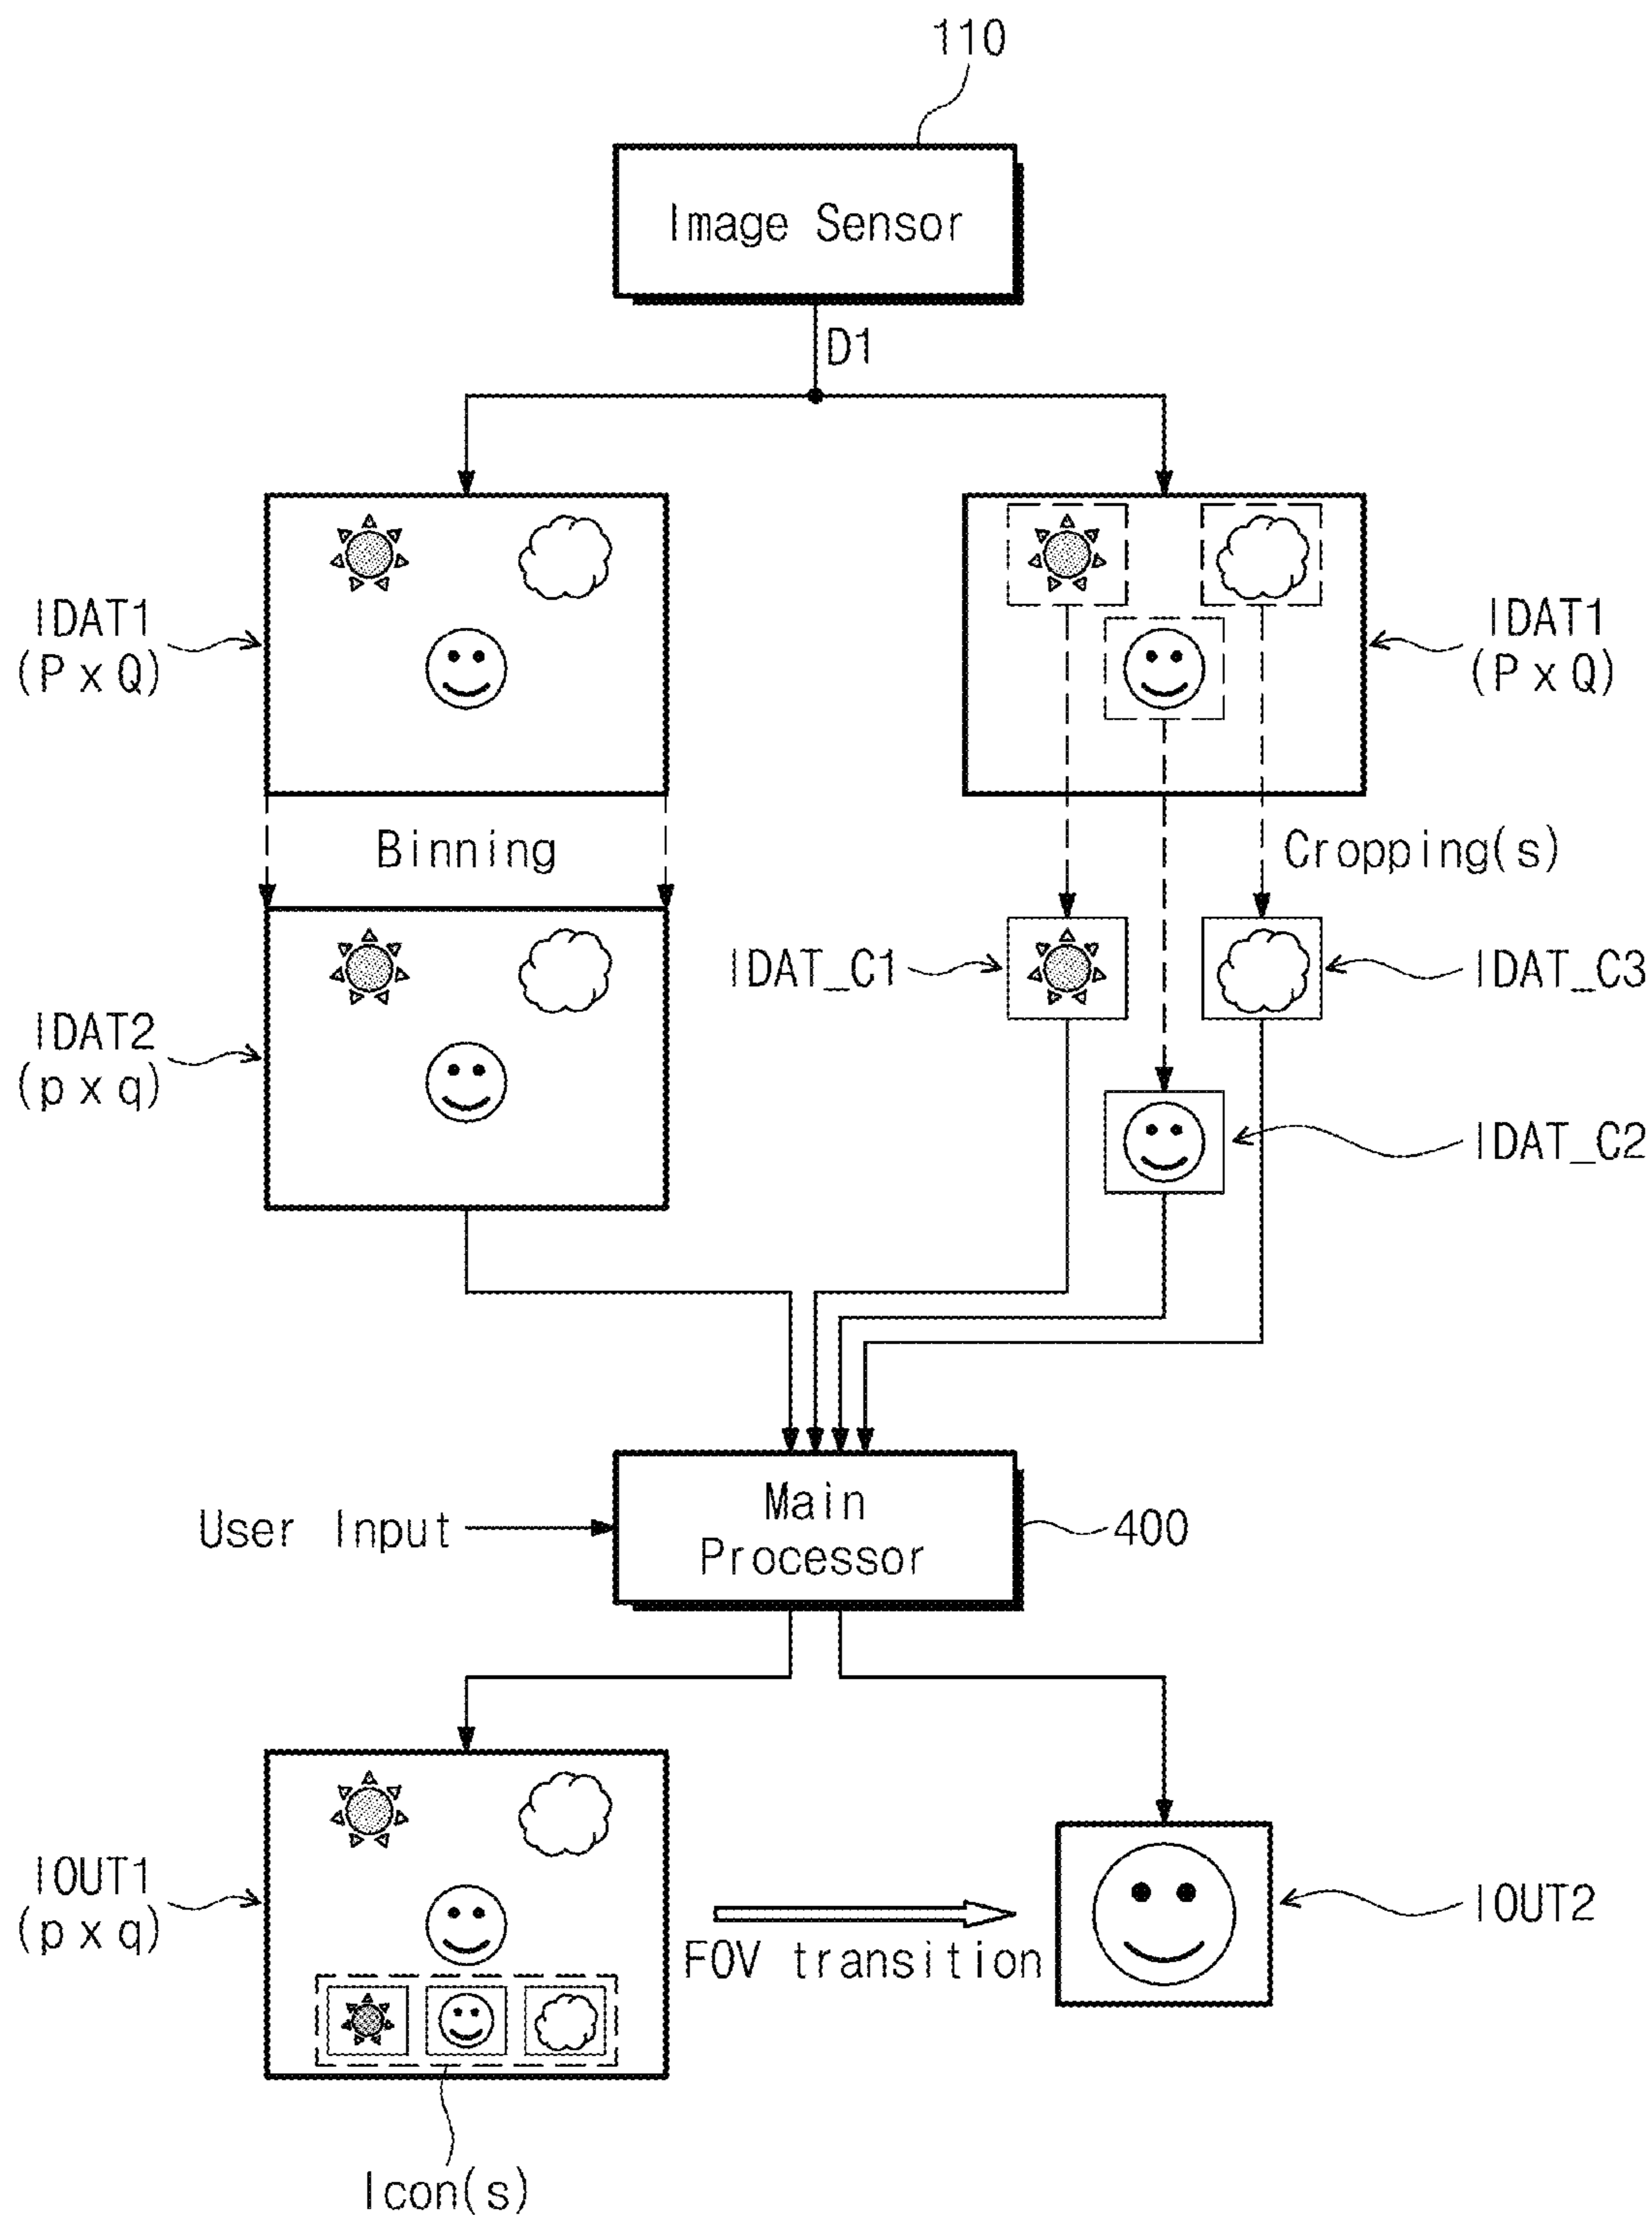 110
Image Sensor
D1
IDAT1
(P x Q)
IDAT1
(P x Q)
Binning
Cropping(s)
IDAT_C1
IDAT_C3
IDAT2
(p x q)
IDAT_C2
User Input
Main
Processor
400
IOUT1
(p x q)
FOV transition
IOUT2
Icon(s)